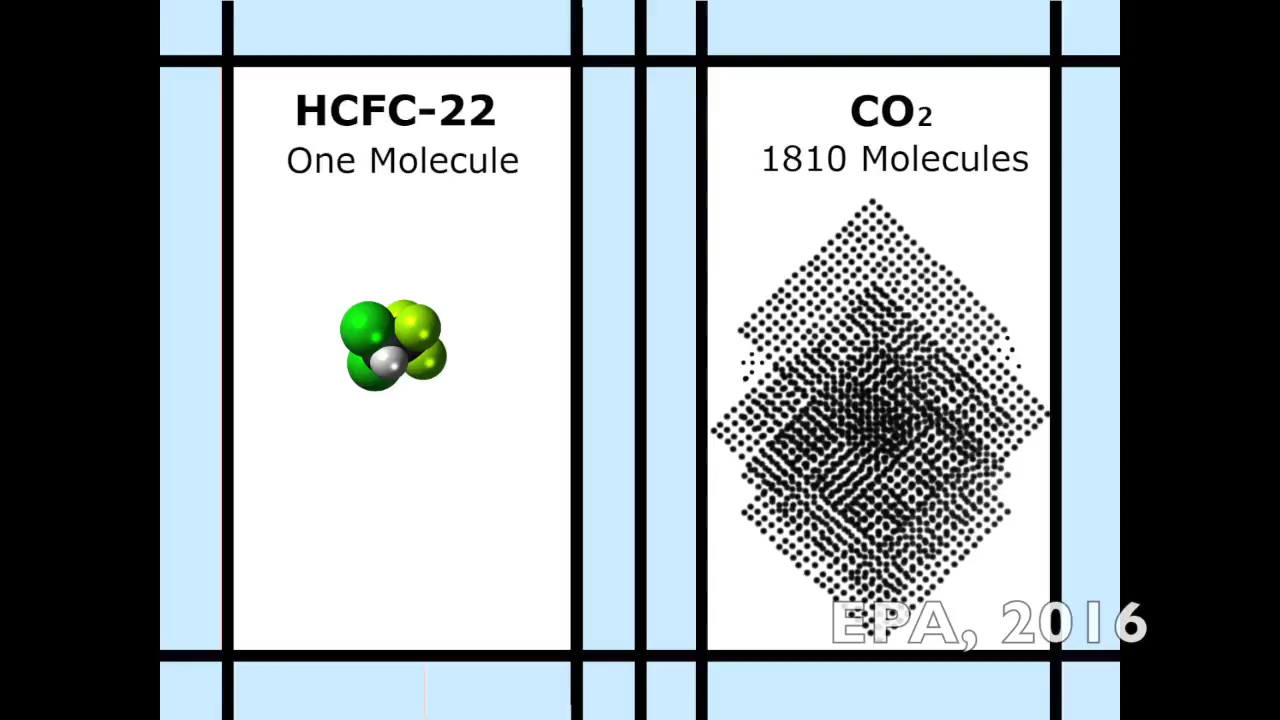 HCFC-22
One Molecule
CO₂
1810 Molecules
EPA, 2016